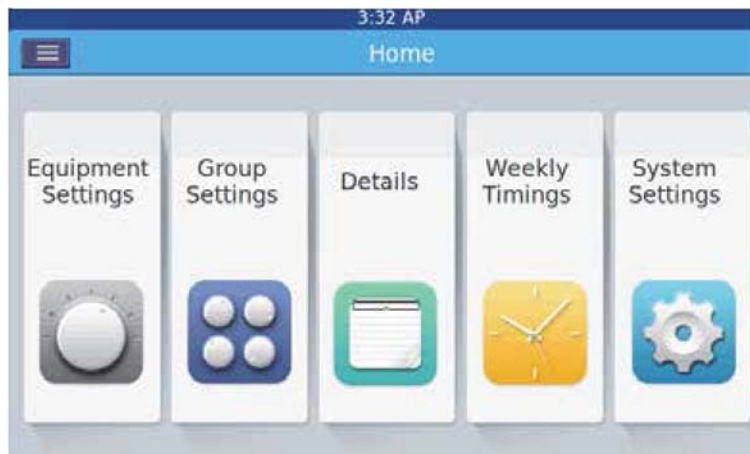 3:32 AP
Home
Equipment
Settings
Group
Settings
Details
Weekly
Timings
System
Settings